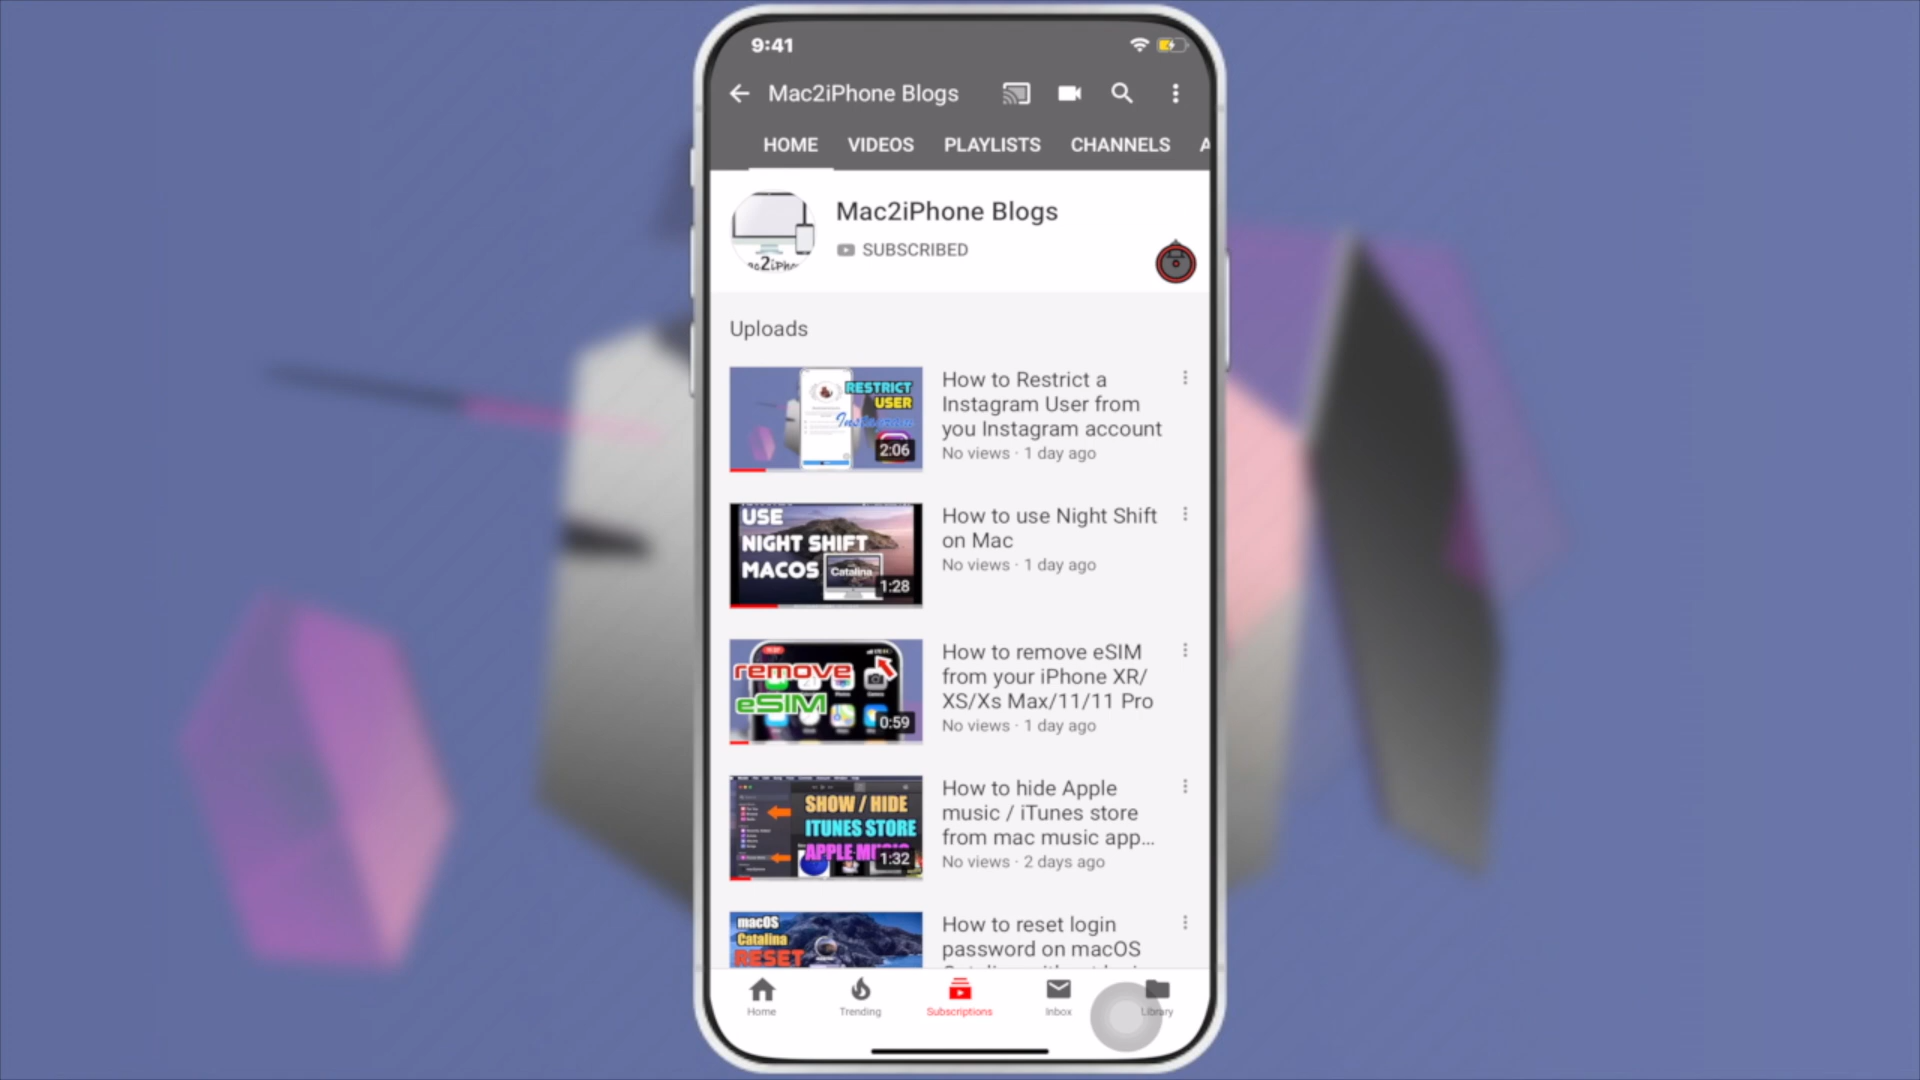 9:41
Mac2iPhone Blogs
HOME VIDEOS PLAYLISTS CHANNELS A
Mac2iPhone Blogs
SUBSCRIBED
Uploads
RESTRICT
USER
Instagram
2:06
How to Restrict a
Instagram User from
you Instagram account
No views · 1 day ago
USE
NIGHT SHIFT
MACOS
Catalina
1:28
How to use Night Shift
on Mac
No views · 1 day ago
remove
eSIM
0:59
How to remove eSIM
from your iPhone XR/
XS/Xs Max/11/11 Pro
No views · 1 day ago
SHOW / HIDE
ITUNES STORE
APPLE MUSIC
1:32
How to hide Apple
music / iTunes store
from mac music app...
No views · 2 days ago
macOS
Catalina
RESET
How to reset login
password on macOS
Home Trending Subscriptions Inbox Library